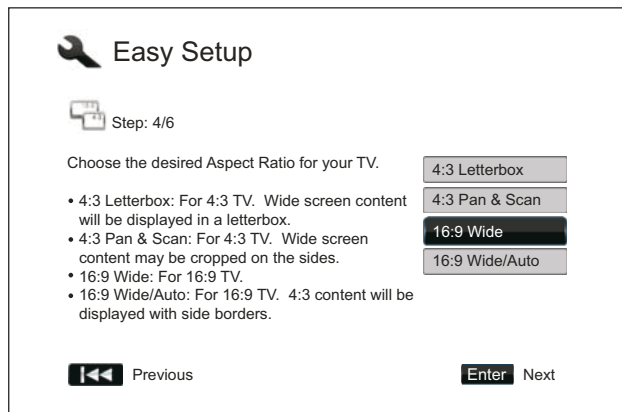 Easy Setup
Step: 4/6
Choose the desired Aspect Ratio for your TV.
• 4:3 Letterbox: For 4:3 TV.  Wide screen content
will be displayed in a letterbox.
• 4:3 Pan & Scan: For 4:3 TV.  Wide screen
content may be cropped on the sides.
• 16:9 Wide: For 16:9 TV.
• 16:9 Wide/Auto: For 16:9 TV.  4:3 content will be
displayed with side borders.
4:3 Letterbox
4:3 Pan & Scan
16:9 Wide
16:9 Wide/Auto
Previous
Enter Next